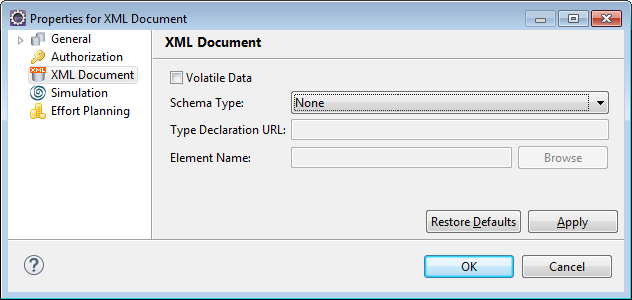 Properties for XML Document
General
Authorization
XML Document
Simulation
Effort Planning
XML Document
Volatile Data
Schema Type: None
Type Declaration URL:
Element Name: Browse
Restore Defaults Apply
OK Cancel